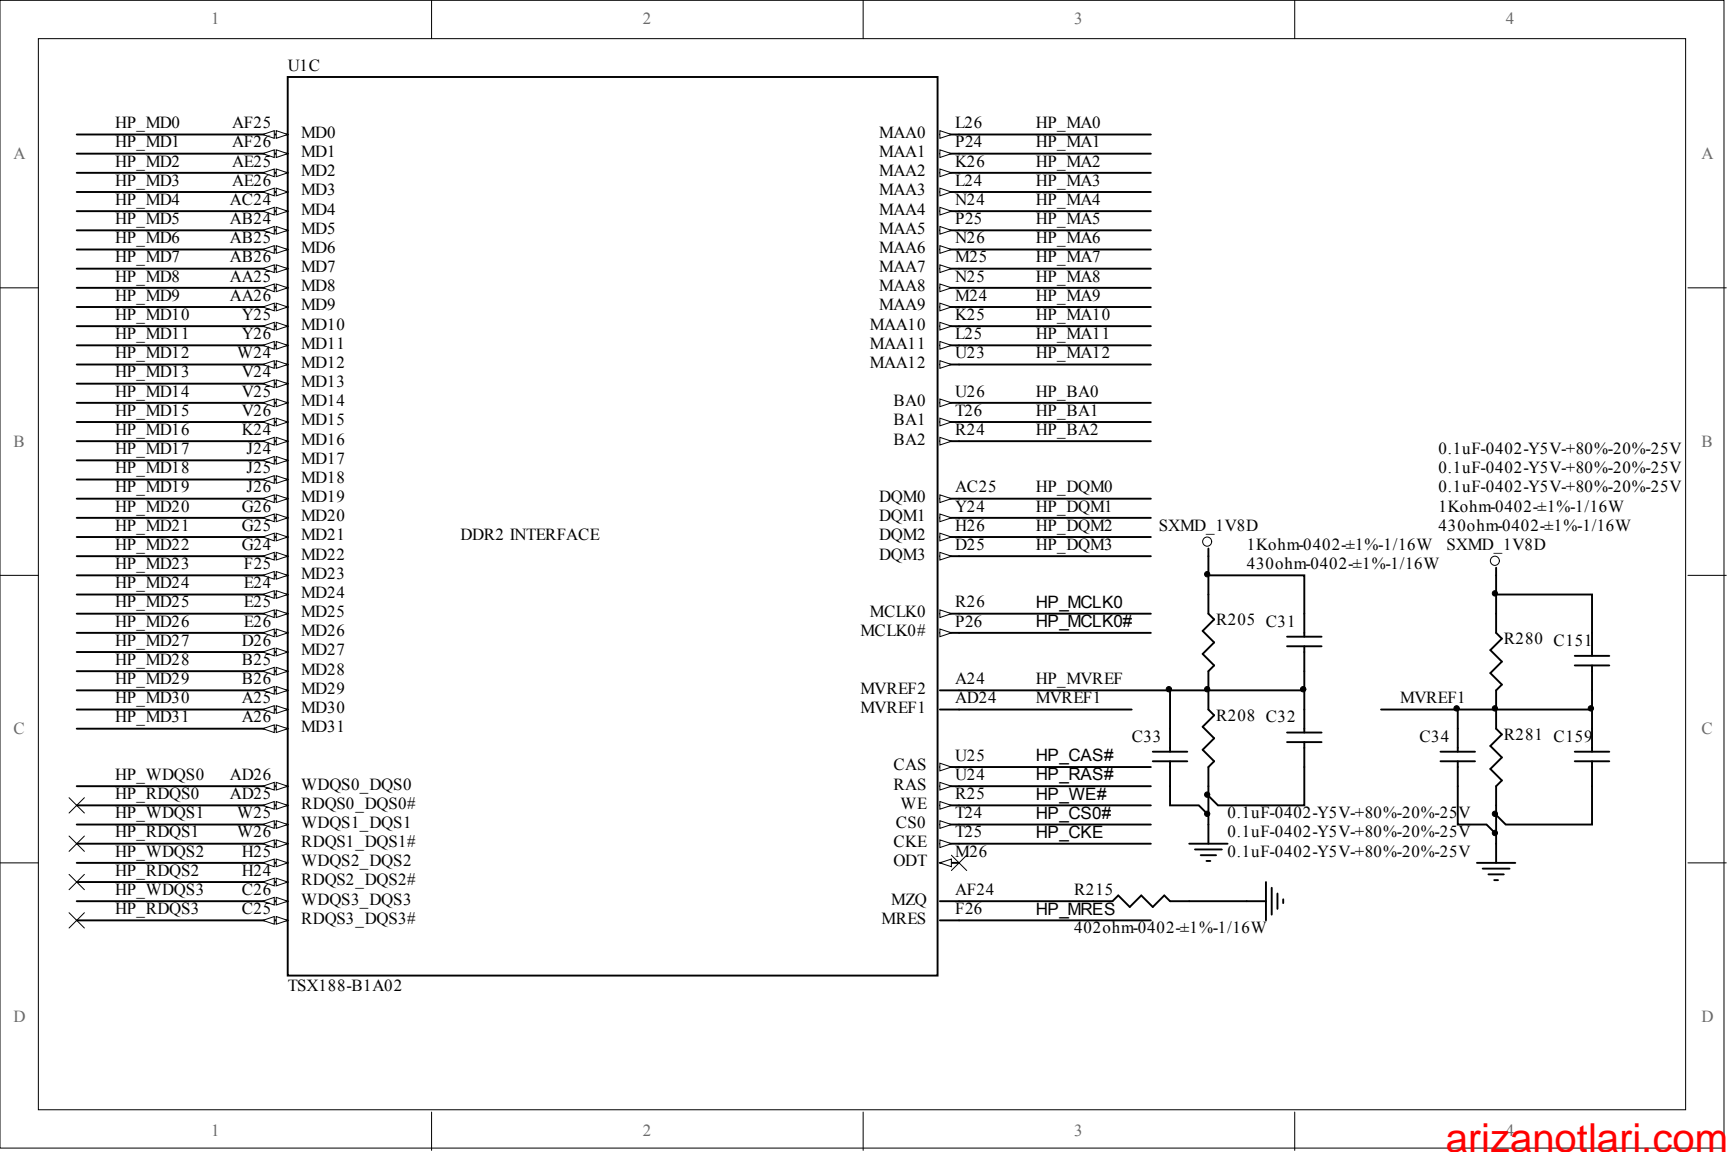 1 2 3 4
U1C
HP_MD0 AF25 MD0 MAA0 L26 HP_MA0
HP_MD1 AF26 MD1 MAA1 P24 HP_MA1
A HP_MD2 AE25 MD2 MAA2 K26 HP_MA2 A
HP_MD3 AE26 MD3 MAA3 L24 HP_MA3
HP_MD4 AC24 MD4 MAA4 N24 HP_MA4
HP_MD5 AB24 MD5 MAA5 P25 HP_MA5
HP_MD6 AB25 MD6 MAA6 N26 HP_MA6
HP_MD7 AB26 MD7 MAA7 M25 HP_MA7
HP_MD8 AA25 MD8 MAA8 N25 HP_MA8
HP_MD9 AA26 MD9 MAA9 M24 HP_MA9
HP_MD10 Y25 MD10 MAA10 K25 HP_MA10
HP_MD11 Y26 MD11 MAA11 L25 HP_MA11
HP_MD12 W24 MD12 MAA12 U23 HP_MA12
HP_MD13 V24 MD13
HP_MD14 V25 MD14 BA0 U26 HP_BA0
HP_MD15 V26 MD15 BA1 T26 HP_BA1
B HP_MD16 K24 MD16 BA2 R24 HP_BA2 B
HP_MD17 J24 MD17 0.1uF-0402-Y5V-+80%-20%-25V
HP_MD18 J25 MD18 0.1uF-0402-Y5V-+80%-20%-25V
HP_MD19 J26 MD19 DQM0 AC25 HP_DQM0 0.1uF-0402-Y5V-+80%-20%-25V
HP_MD20 G26 MD20 DQM1 Y24 HP_DQM1 1Kohm-0402-±1%-1/16W
HP_MD21 G25 MD21 DDR2 INTERFACE DQM2 H26 HP_DQM2 SXMD_1V8D 430ohm-0402-±1%-1/16W
HP_MD22 G24 MD22 DQM3 D25 HP_DQM3 1Kohm-0402-±1%-1/16W SXMD_1V8D
HP_MD23 F25 MD23 430ohm-0402-±1%-1/16W
HP_MD24 E24 MD24
HP_MD25 E25 MD25 MCLK0 R26 HP_MCLK0
HP_MD26 E26 MD26 MCLK0# P26 HP_MCLK0# R205 C31
HP_MD27 D26 MD27 R280 C151
HP_MD28 B25 MD28
HP_MD29 B26 MD29 MVREF2 A24 HP_MVREF
HP_MD30 A25 MD30 MVREF1 AD24 MVREF1 MVREF1
HP_MD31 A26 MD31 R208 C32
C C33 C34 R281 C159 C
CAS U25 HP_CAS#
HP_WDQS0 AD26 WDQS0_DQS0 RAS U24 HP_RAS#
HP_RDQS0 AD25 RDQS0_DQS0# WE R25 HP_WE#
HP_WDQS1 W25 WDQS1_DQS1 CS0 T24 HP_CS0# 0.1uF-0402-Y5V-+80%-20%-25V
HP_RDQS1 W26 RDQS1_DQS1# CKE T25 HP_CKE 0.1uF-0402-Y5V-+80%-20%-25V
HP_WDQS2 H25 WDQS2_DQS2 ODT M26 0.1uF-0402-Y5V-+80%-20%-25V
HP_RDQS2 H24 RDQS2_DQS2#
HP_WDQS3 C26 WDQS3_DQS3 MZQ AF24 R215
HP_RDQS3 C25 RDQS3_DQS3# MRES F26 HP_MRES
402ohm-0402-±1%-1/16W
TSX188-B1A02
D D
1 2 3 4
arizanotlari.com